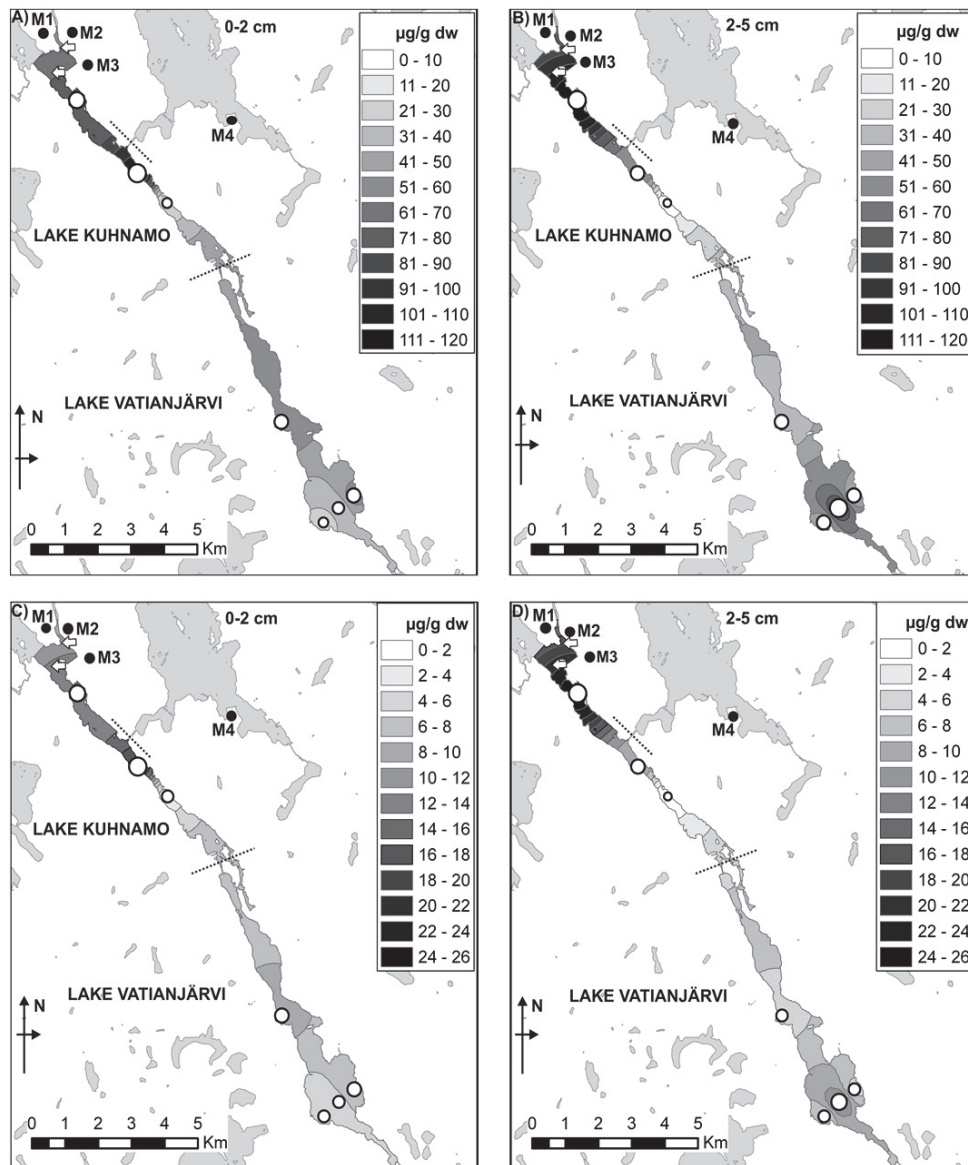 A)
M1
M2
M3
M4
0-2 cm
µg/g dw
0 - 10
11 - 20
21 - 30
31 - 40
41 - 50
51 - 60
61 - 70
71 - 80
81 - 90
91 - 100
101 - 110
111 - 120
LAKE KUHNAMO
LAKE VATIANJÄRVI
N
0 1 2 3 4 5
Km
B)
M1
M2
M3
M4
2-5 cm
µg/g dw
0 - 10
11 - 20
21 - 30
31 - 40
41 - 50
51 - 60
61 - 70
71 - 80
81 - 90
91 - 100
101 - 110
111 - 120
LAKE KUHNAMO
LAKE VATIANJÄRVI
N
0 1 2 3 4 5
Km
C)
M1
M2
M3
M4
0-2 cm
µg/g dw
0 - 2
2 - 4
4 - 6
6 - 8
8 - 10
10 - 12
12 - 14
14 - 16
16 - 18
18 - 20
20 - 22
22 - 24
24 - 26
LAKE KUHNAMO
LAKE VATIANJÄRVI
N
0 1 2 3 4 5
Km
D)
M1
M2
M3
M4
2-5 cm
µg/g dw
0 - 2
2 - 4
4 - 6
6 - 8
8 - 10
10 - 12
12 - 14
14 - 16
16 - 18
18 - 20
20 - 22
22 - 24
24 - 26
LAKE KUHNAMO
LAKE VATIANJÄRVI
N
0 1 2 3 4 5
Km